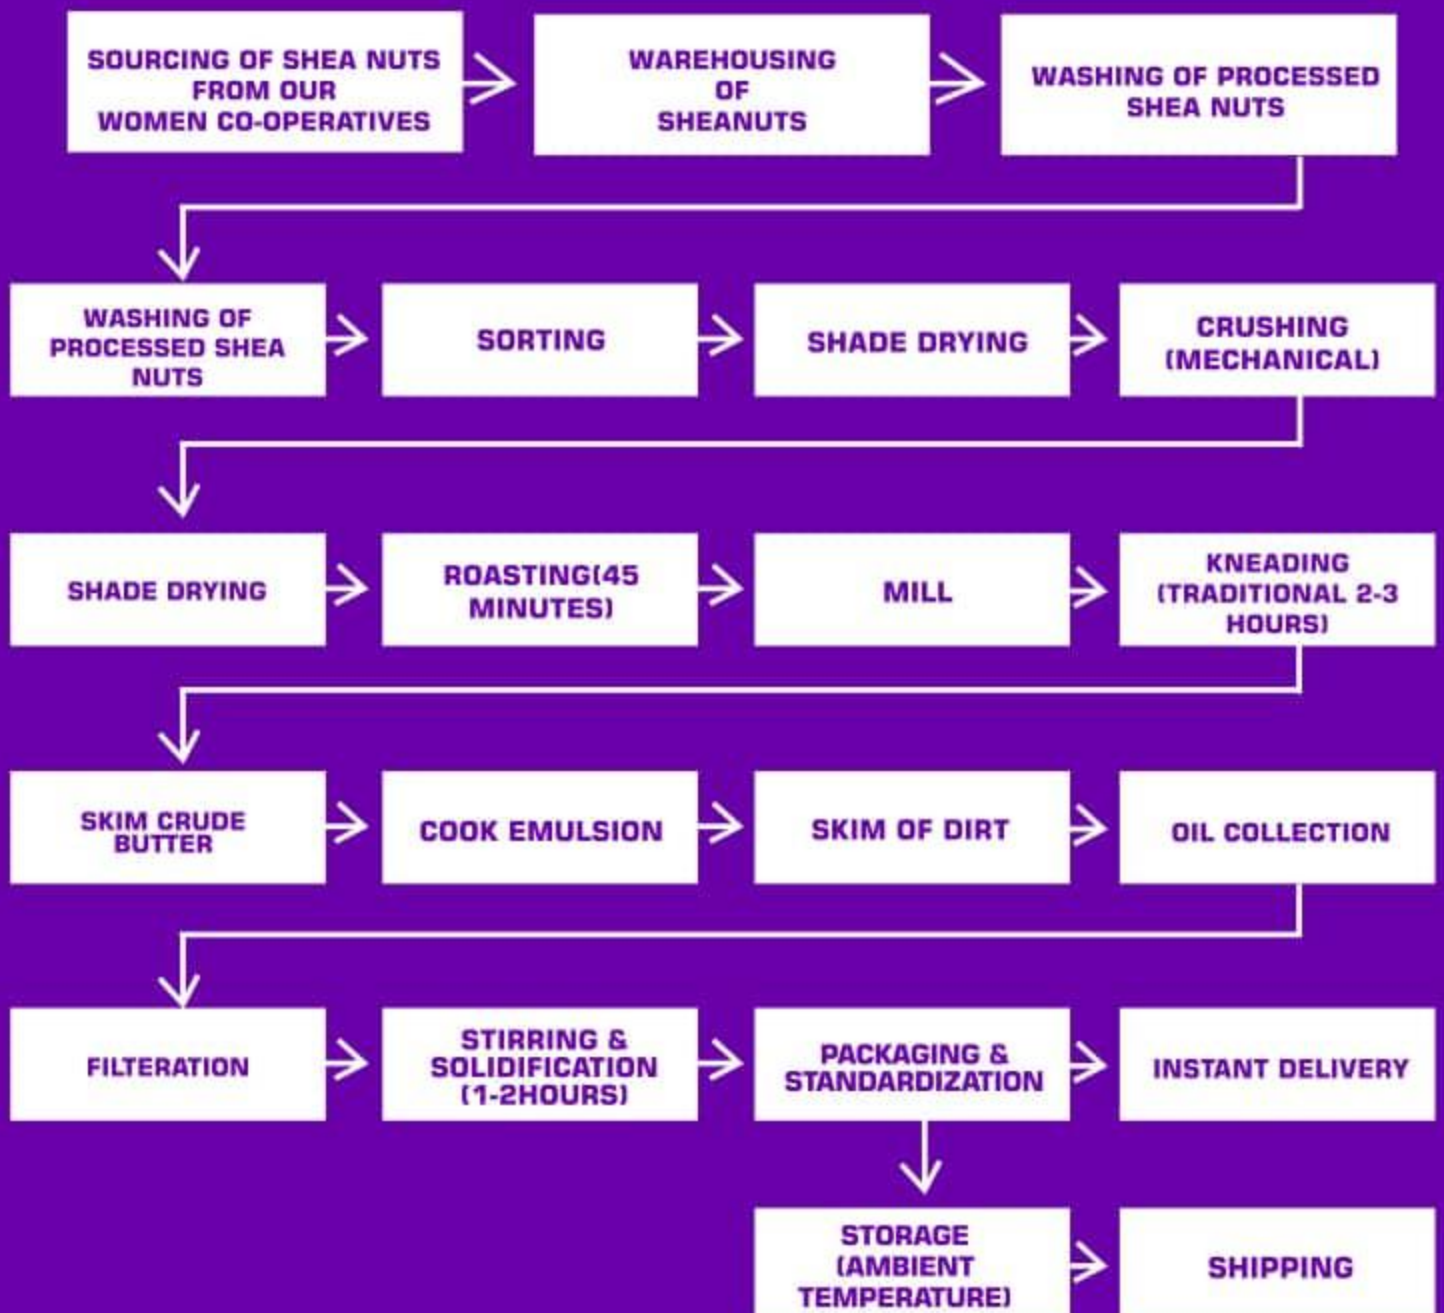 SOURCING OF SHEA NUTS
FROM OUR
WOMEN CO-OPERATIVES
WAREHOUSING
OF
SHEANUTS
WASHING OF PROCESSED
SHEA NUTS
WASHING OF
PROCESSED SHEA
NUTS
SORTING
SHADE DRYING
CRUSHING
(MECHANICAL)
SHADE DRYING
ROASTING(45
MINUTES)
MILL
KNEADING
(TRADITIONAL 2-3
HOURS)
SKIM CRUDE
BUTTER
COOK EMULSION
SKIM OF DIRT
OIL COLLECTION
FILTERATION
STIRRING &
SOLIDIFICATION
(1-2HOURS)
PACKAGING &
STANDARDIZATION
INSTANT DELIVERY
STORAGE
(AMBIENT
TEMPERATURE)
SHIPPING